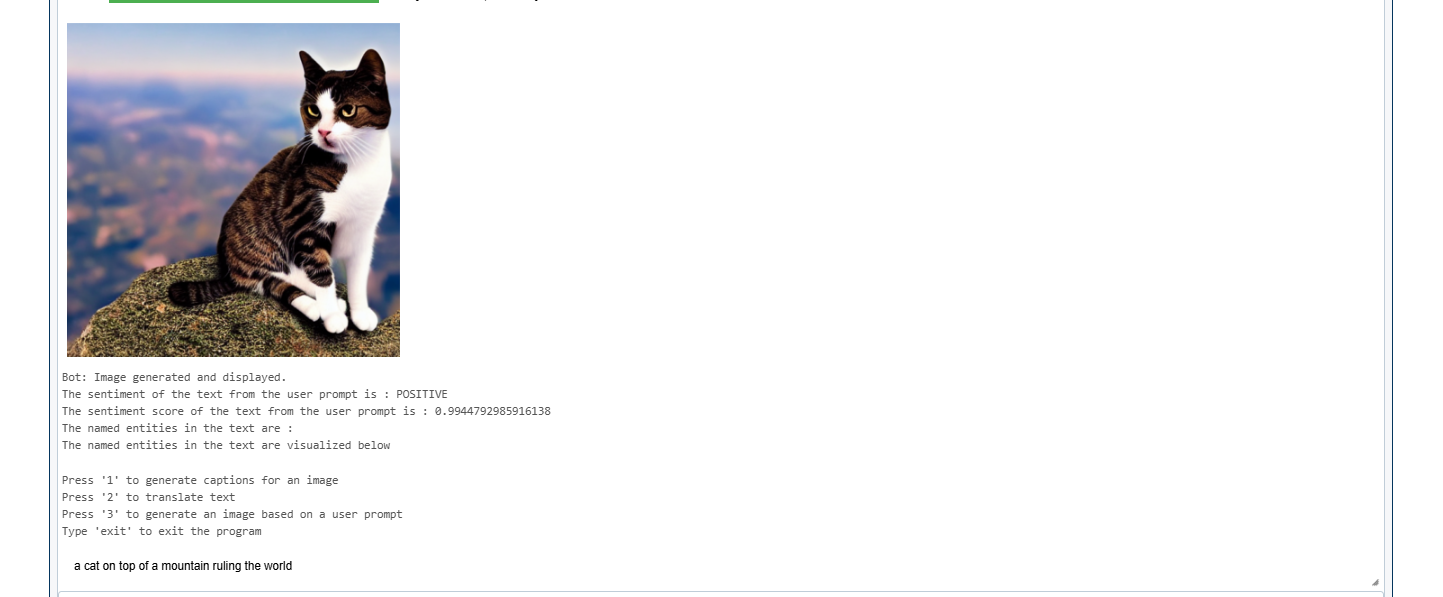 Bot: Image generated and displayed.
The sentiment of the text from the user prompt is : POSITIVE
The sentiment score of the text from the user prompt is : 0.9944792985916138
The named entities in the text are :
The named entities in the text are visualized below
Press '1' to generate captions for an image
Press '2' to translate text
Press '3' to generate an image based on a user prompt
Type 'exit' to exit the program
a cat on top of a mountain ruling the world